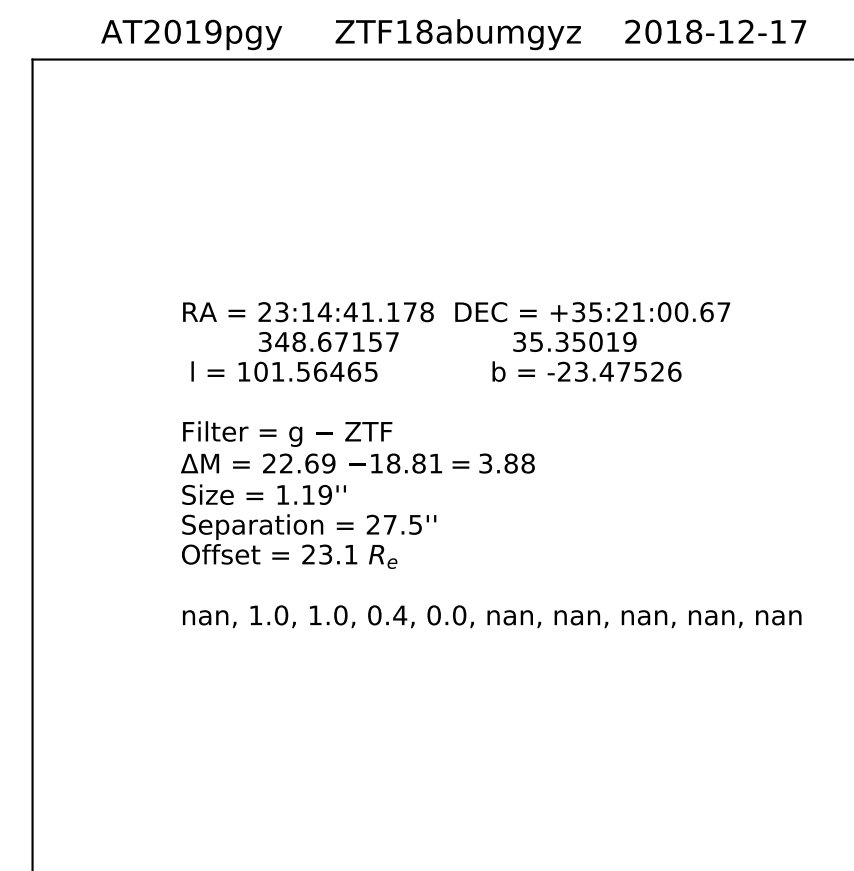 AT2019pgy ZTF18abumgyz 2018-12-17
RA = 23:14:41.178 DEC = +35:21:00.67
348.67157 35.35019
l = 101.56465 b = -23.47526
Filter = g − ZTF
ΔM = 22.69 −18.81 = 3.88
Size = 1.19''
Separation = 27.5''
Offset = 23.1 Re
nan, 1.0, 1.0, 0.4, 0.0, nan, nan, nan, nan, nan